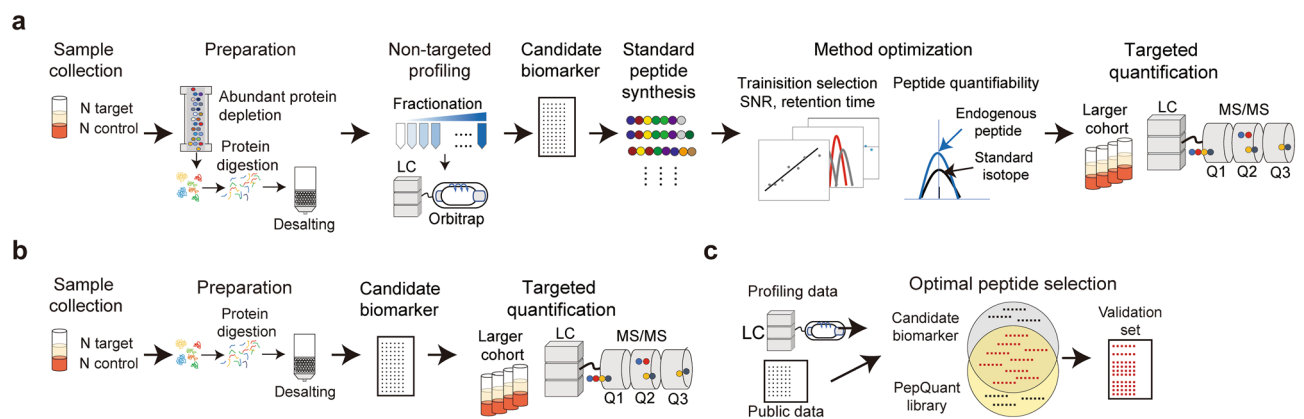 a
Sample
collection
N target
N control
Preparation
Abundant protein
depletion
Protein
digestion
Desalting
Non-targeted
profiling
Fractionation
LC
Orbitrap
Candidate
biomarker
Standard
peptide
synthesis
Method optimization
Trainisition selection
SNR, retention time
Peptide quantifiability
Endogenous
peptide
Standard
isotope
Targeted
quantification
Larger
cohort
LC
MS/MS
Q1
Q2
Q3
b
Sample
collection
N target
N control
Preparation
Protein
digestion
Desalting
Candidate
biomarker
Targeted
quantification
Larger
cohort
LC
MS/MS
Q1
Q2
Q3
c
Profiling data
LC
Public data
Optimal peptide selection
Candidate
biomarker
PepQuant
library
Validation
set